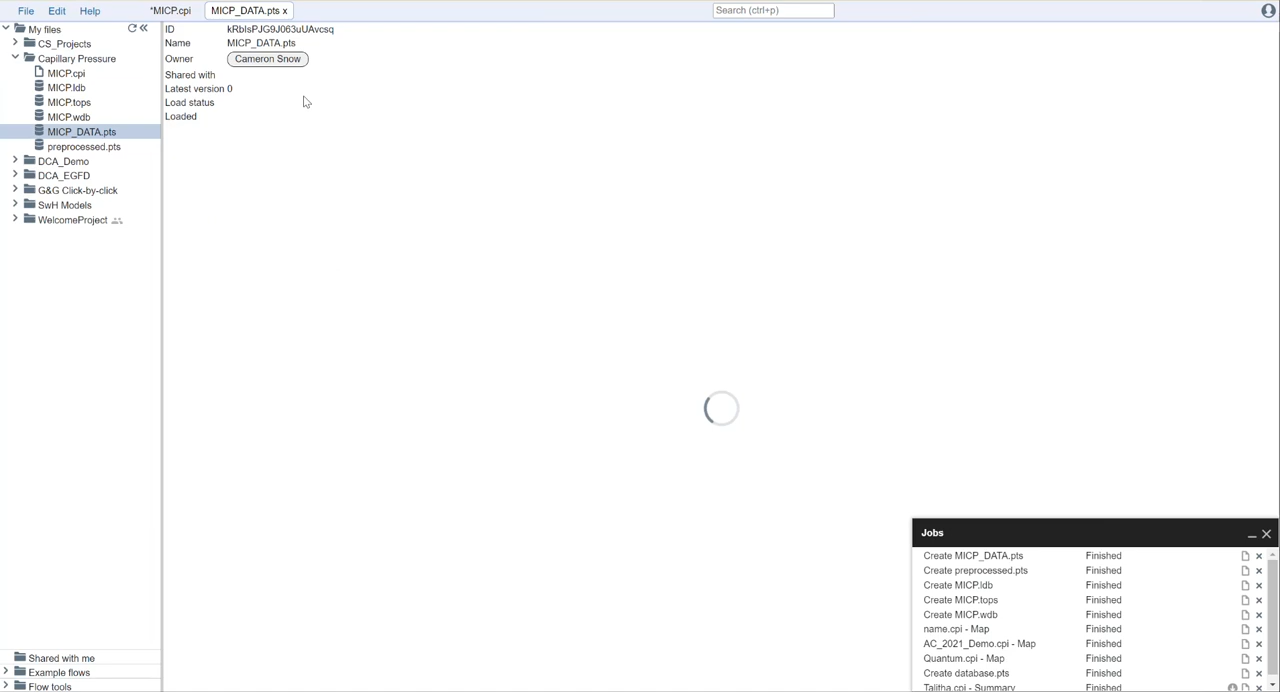 File Edit Help *MICP.cpi MICP_DATA.pts x Search (ctrl+p)
My files
CS_Projects
Capillary Pressure
MICP.cpi
MICP.ldb
MICP.tops
MICP.wdb
MICP_DATA.pts
preprocessed.pts
DCA_Demo
DCA_EGFD
G&G Click-by-click
SwH Models
WelcomeProject
Shared with me
Example flows
Flow tools
ID kRbIsPJG9J063uUAvcsq
Name MICP_DATA.pts
Owner Cameron Snow
Shared with
Latest version 0
Load status
Loaded
Jobs
Create MICP_DATA.pts Finished
Create preprocessed.pts Finished
Create MICP.ldb Finished
Create MICP.tops Finished
Create MICP.wdb Finished
name.cpi - Map Finished
AC_2021_Demo.cpi - Map Finished
Quantum.cpi - Map Finished
Create database.pts Finished
Talitha.cpi - Summary Finished